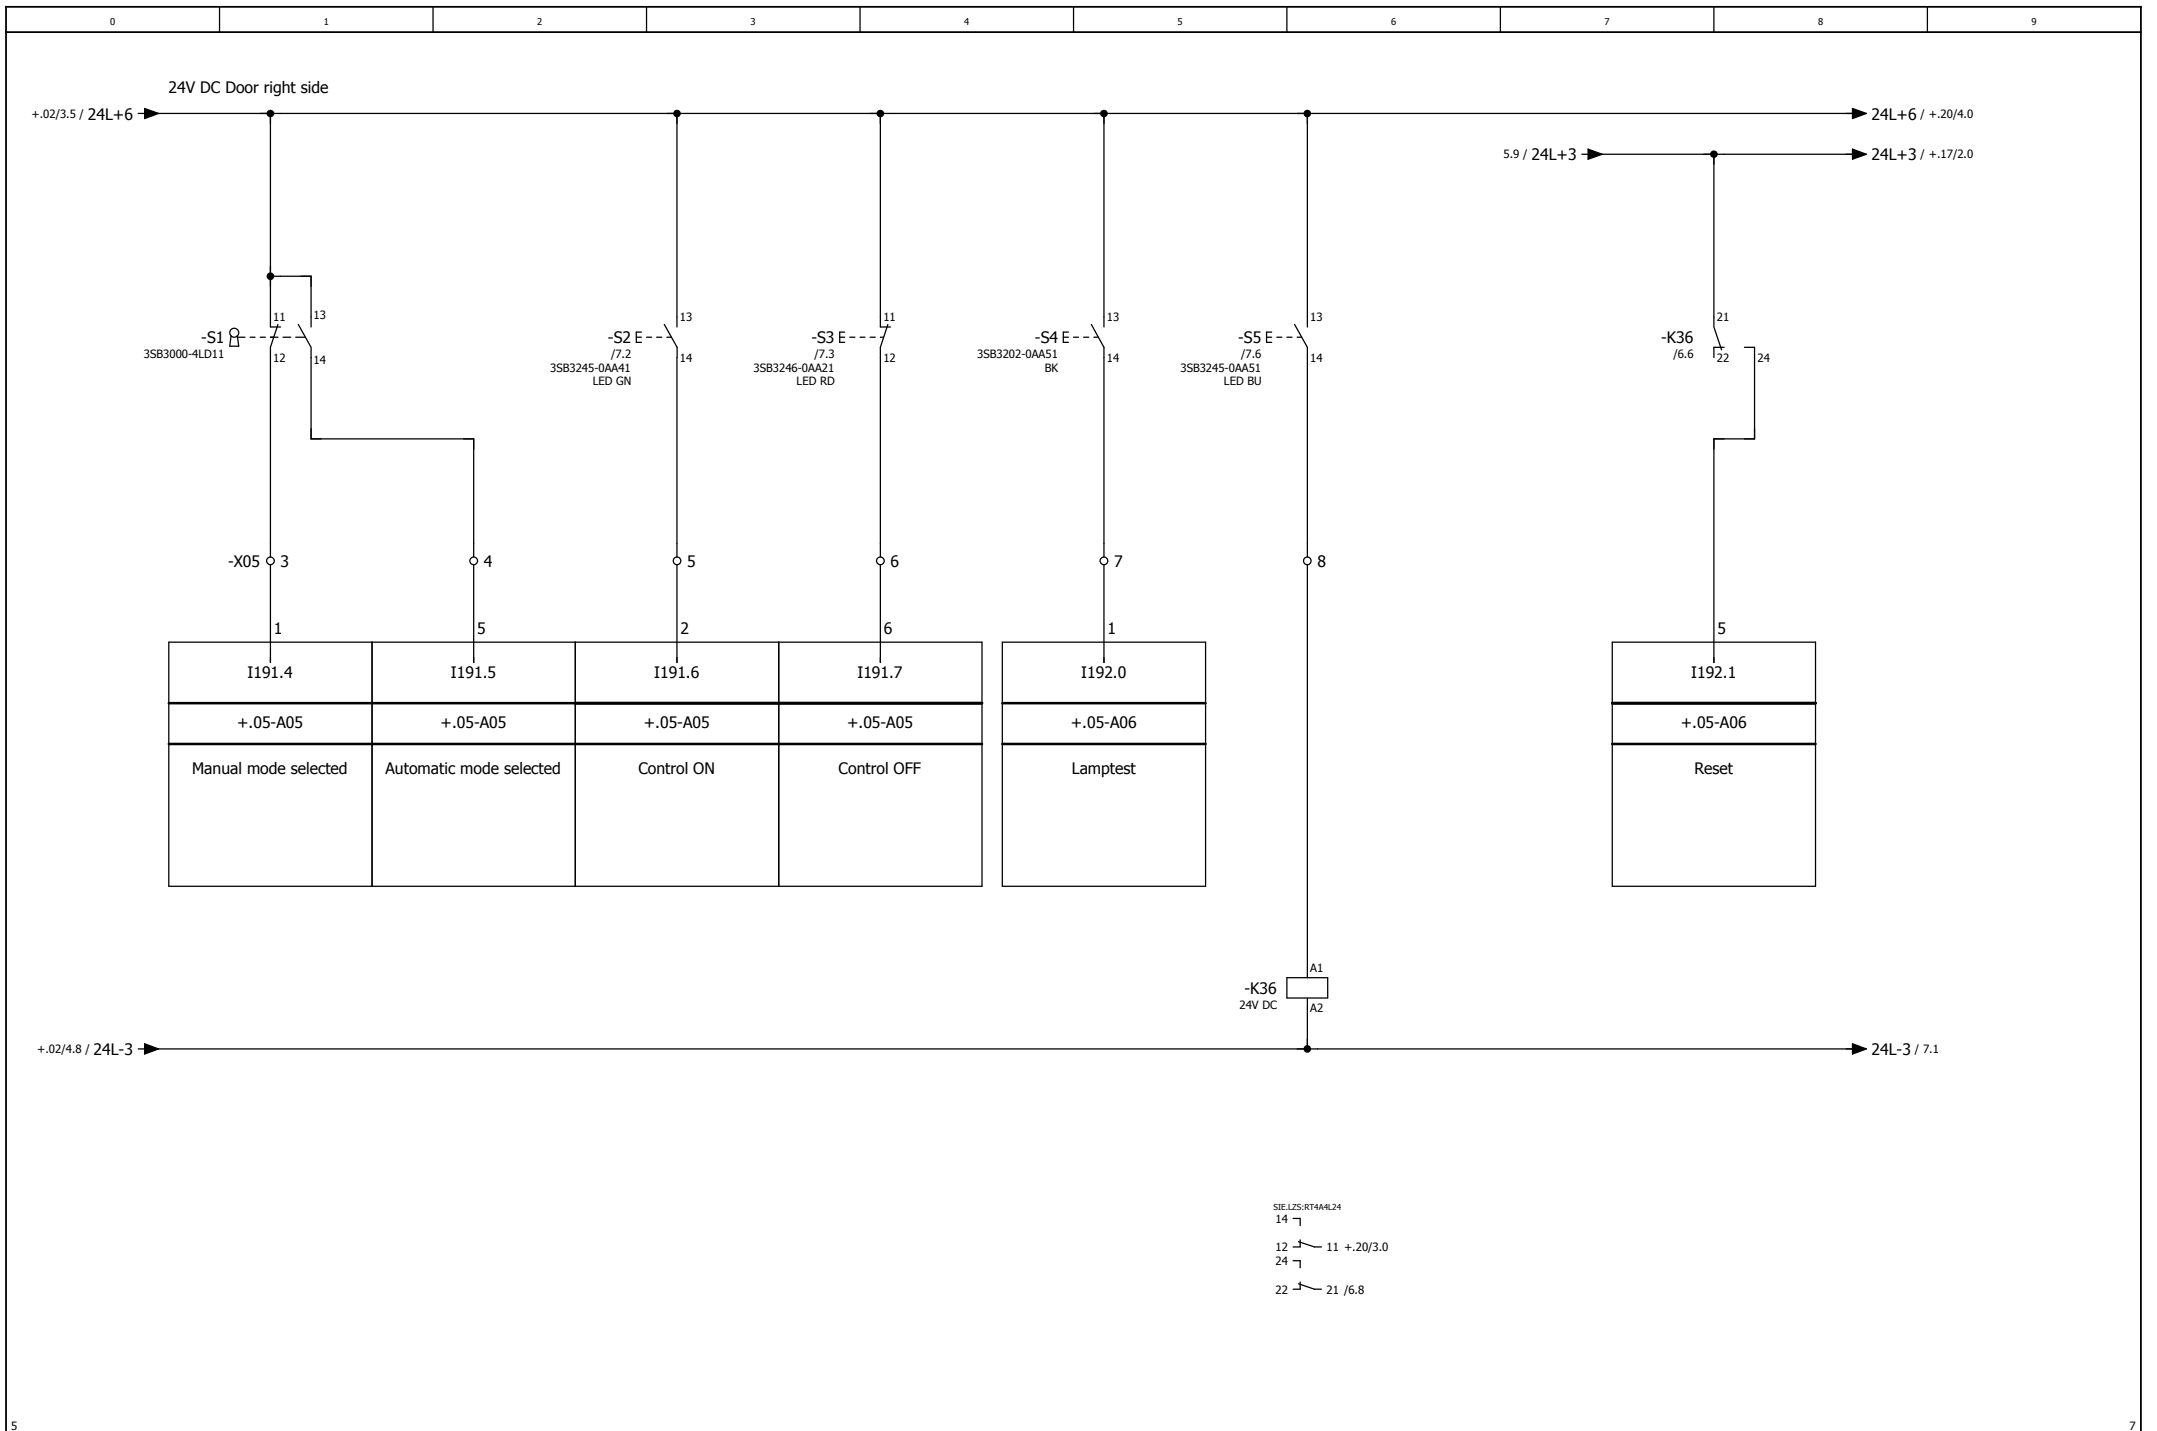 0 1 2 3 4 5 6 7 8 9
24V DC Door right side
+.02/3.5 / 24L+6
24L+6 / +.20/4.0
5.9 / 24L+3
24L+3 / +.17/2.0
-S1
3SB3000-4LD11
11
12
13
14
-S2
/7.2
3SB3245-0AA41
LED GN
13
14
-S3
/7.3
3SB3246-0AA21
LED RD
11
12
-S4
3SB3202-0AA51
BK
13
14
-S5
/7.6
3SB3245-0AA51
LED BU
13
14
-K36
/6.6
21
22
24
-X05 3 4 5 6 7 8
1 5 2 6 1 5
I191.4 I191.5 I191.6 I191.7 I192.0 I192.1
+.05-A05 +.05-A05 +.05-A05 +.05-A05 +.05-A06 +.05-A06
Manual mode selected Automatic mode selected Control ON Control OFF Lamptest Reset
A1
-K36
24V DC
A2
+.02/4.8 / 24L-3
24L-3 / 7.1
SIE.LZS:RT4A4L24
14
12 11 +.20/3.0
24
22 21 /6.8
5 7